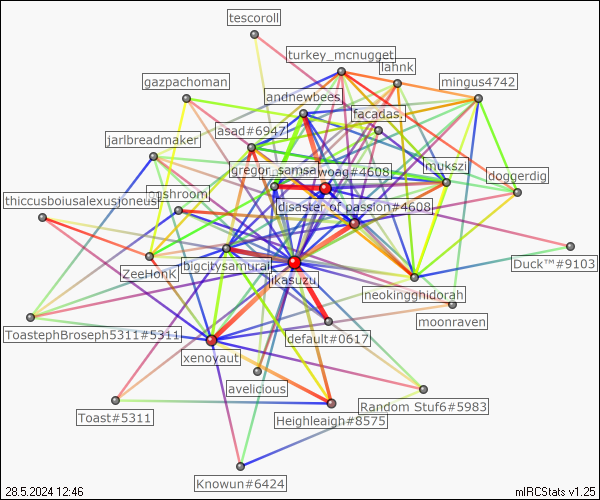 tescoroll
turkey_mcnugget
lahnk
gazpachoman
mingus4742
andnewbees
facadas.
asad#6947
jarlbreadmaker
gregor_samsa
woag#4608
mukszi
doggerdig
thiccusboiusalexusjoneus
shroom
disaster of passion#4608
Duck™#9103
ZeeHonk
bigcitysamurai
ikasuzu
neokingghidorah
moonraven
ToastephBroseph5311#5311
default#0617
xenoyaut
avelicious
Random Stuf6#5983
Toast#5311
Heighleaigh#8575
Knowun#6424
28.5.2024 12:46
mIRCStats v1.25